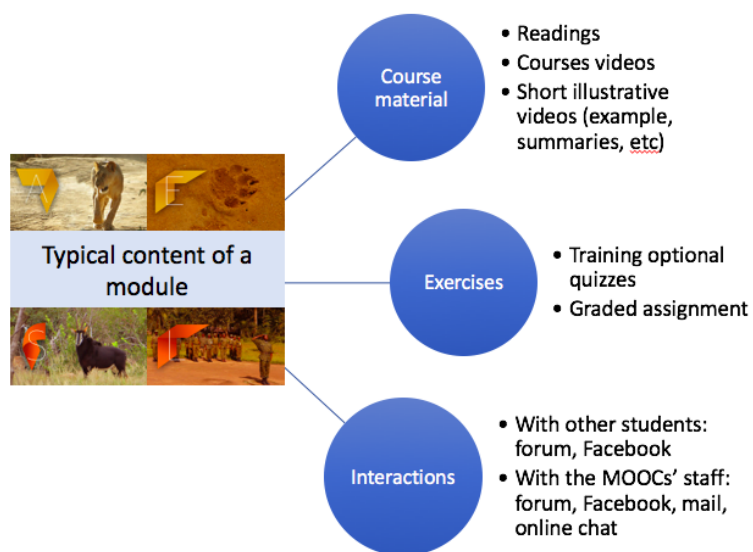 Course
material
• Readings
• Courses videos
• Short illustrative
videos (example,
summaries, etc)
A
E
Typical content of a
module
S
L
Exercises
• Training optional
quizzes
• Graded assignment
Interactions
• With other students:
forum, Facebook
• With the MOOCs’ staff:
forum, Facebook, mail,
online chat